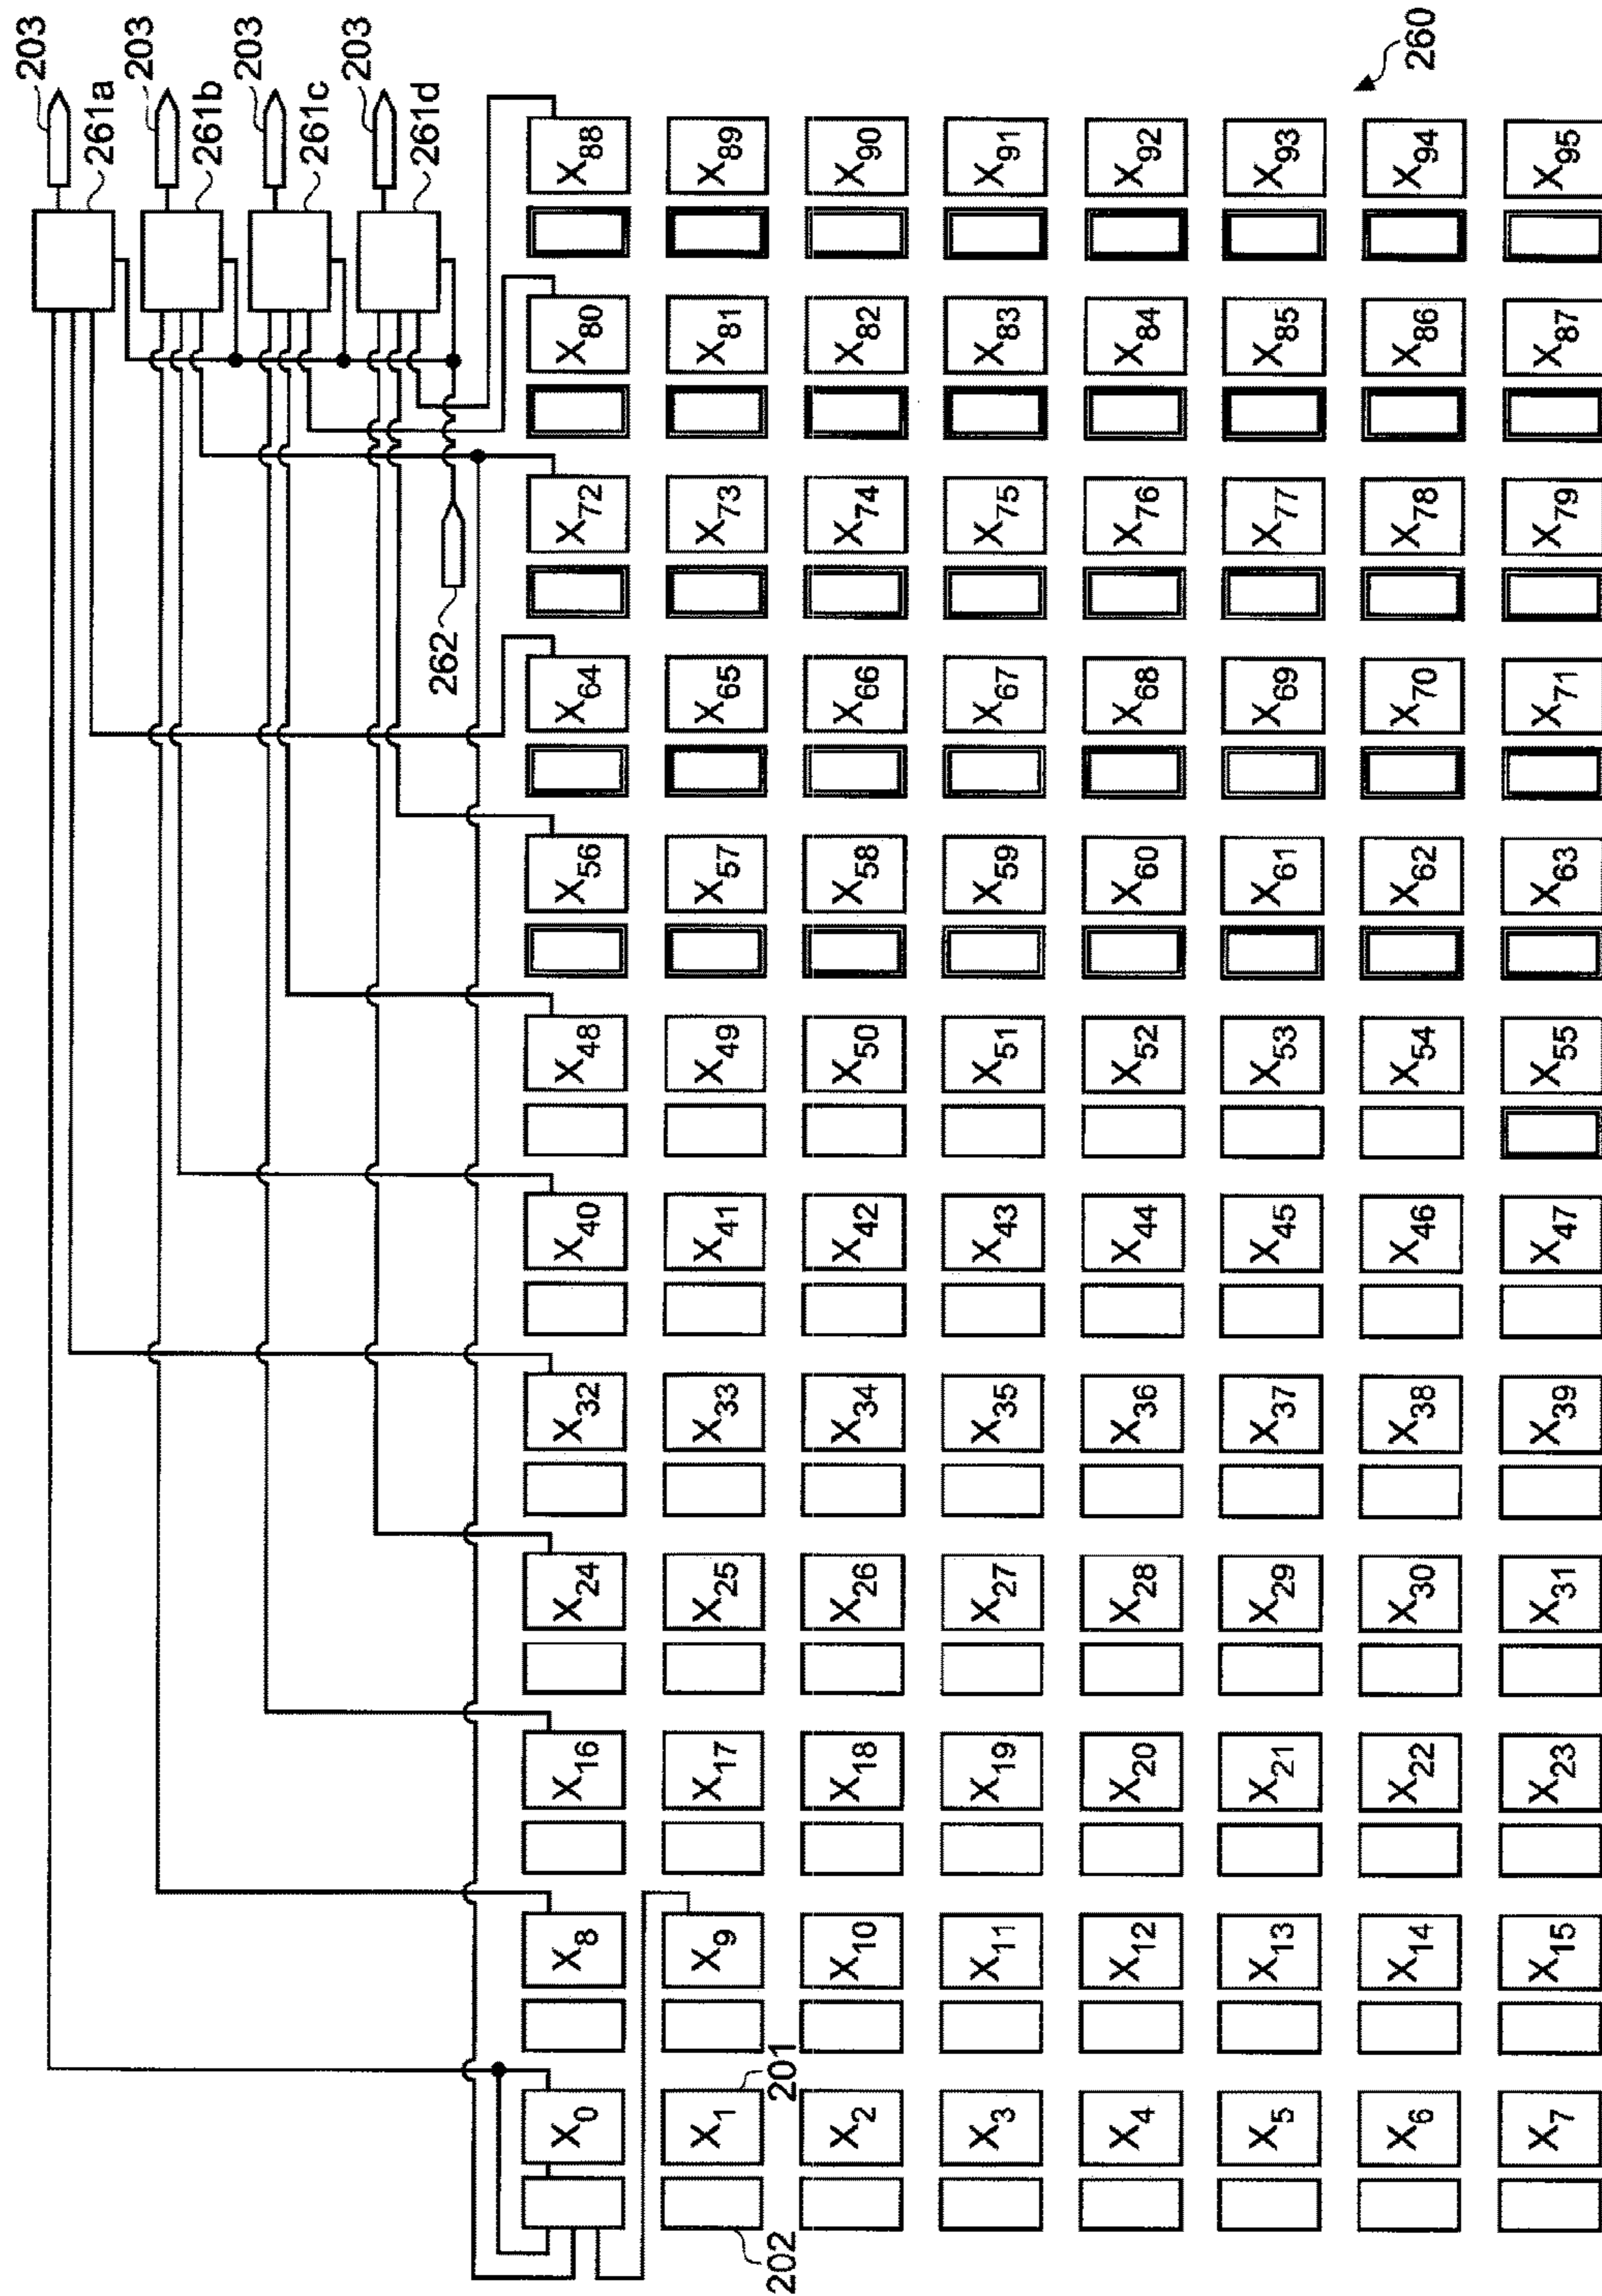 203
261a
203
261b
203
261c
203
261d
262
X0 X8 X16 X24 X32 X40 X48 X56 X64 X72 X80 X88
X1 X9 X17 X25 X33 X41 X49 X57 X65 X73 X81 X89
202 201
X2 X10 X18 X26 X34 X42 X50 X58 X66 X74 X82 X90
X3 X11 X19 X27 X35 X43 X51 X59 X67 X75 X83 X91
X4 X12 X20 X28 X36 X44 X52 X60 X68 X76 X84 X92
X5 X13 X21 X29 X37 X45 X53 X61 X69 X77 X85 X93
X6 X14 X22 X30 X38 X46 X54 X62 X70 X78 X86 X94
260
X7 X15 X23 X31 X39 X47 X55 X63 X71 X79 X87 X95